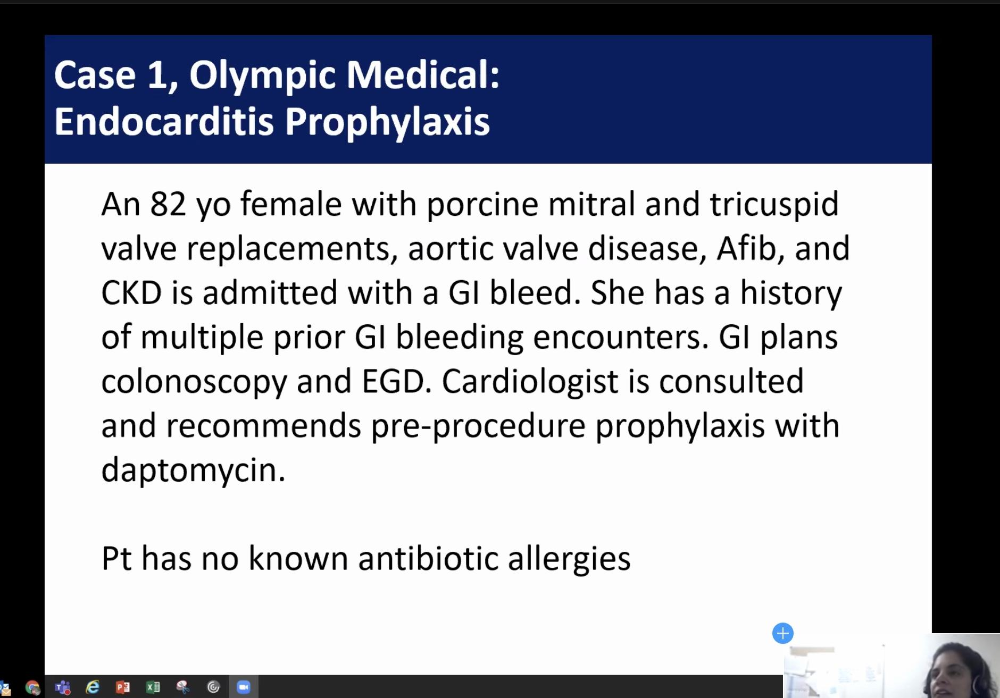 Case 1, Olympic Medical:
Endocarditis Prophylaxis
An 82 yo female with porcine mitral and tricuspid
valve replacements, aortic valve disease, Afib, and
CKD is admitted with a GI bleed. She has a history
of multiple prior GI bleeding encounters. GI plans
colonoscopy and EGD. Cardiologist is consulted
and recommends pre-procedure prophylaxis with
daptomycin.
Pt has no known antibiotic allergies